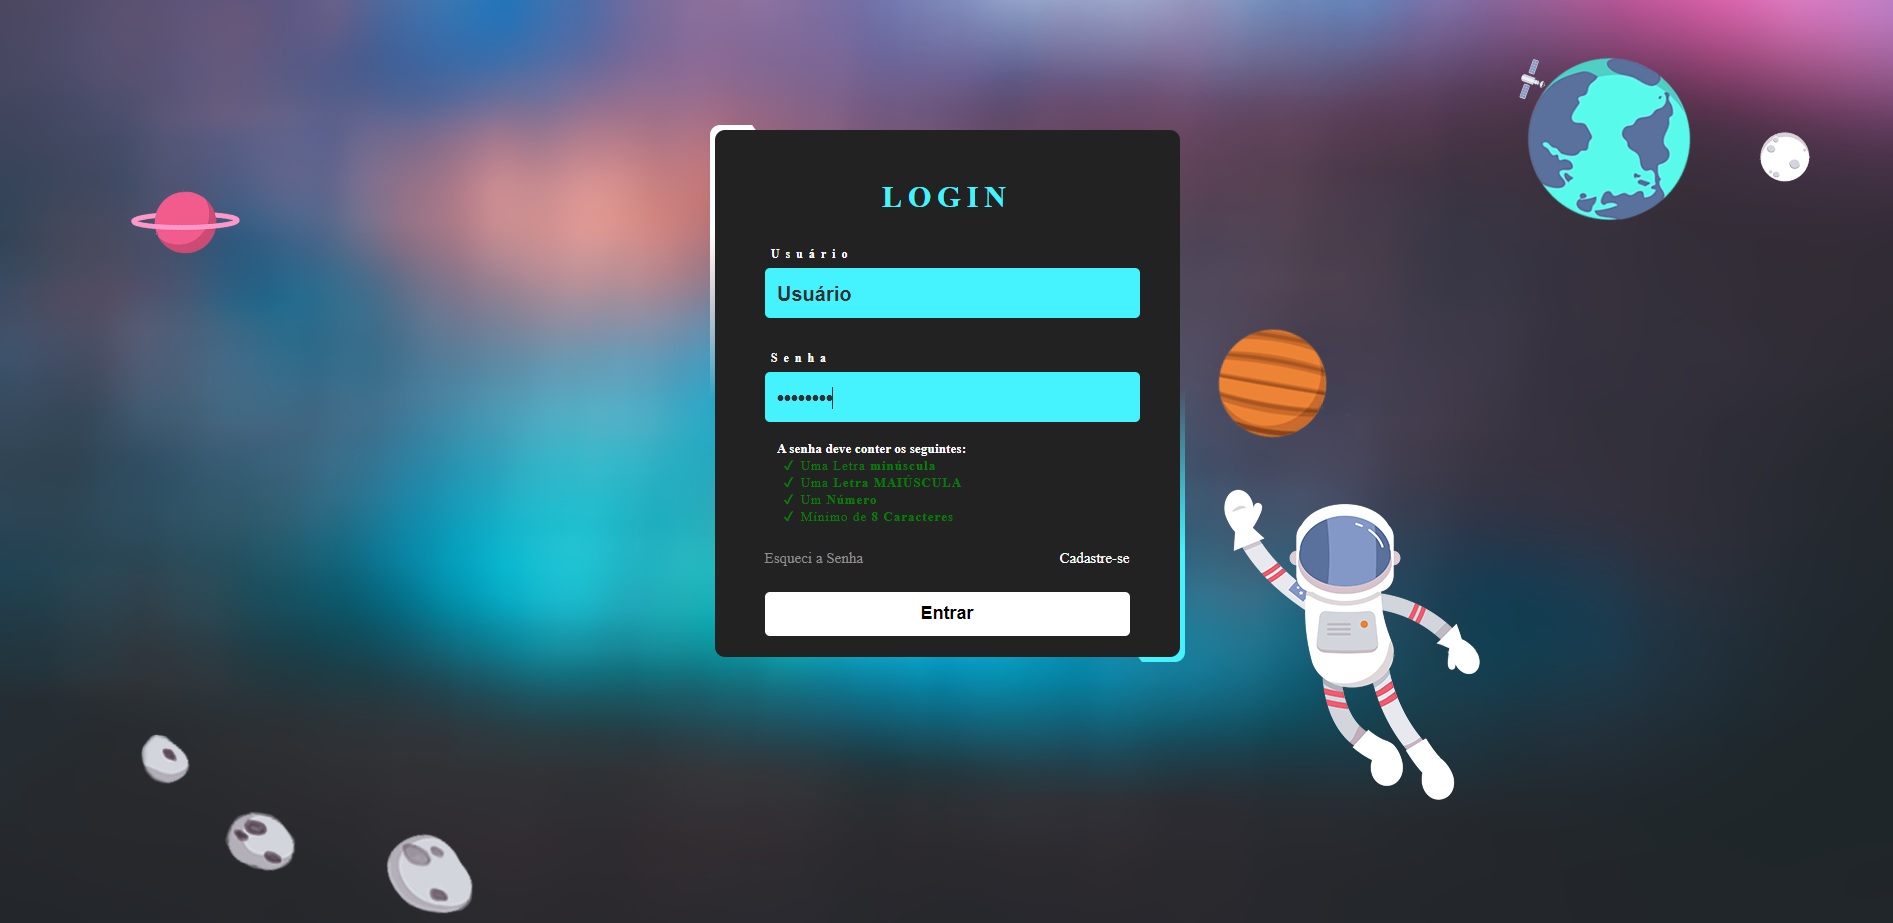 LOGIN
Usuário
Usuário
Senha
••••••••
A senha deve conter os seguintes:
✓ Uma Letra minúscula
✓ Uma Letra MAIÚSCULA
✓ Um Número
✓ Mínimo de 8 Caracteres
Esqueci a Senha
Cadastre-se
Entrar